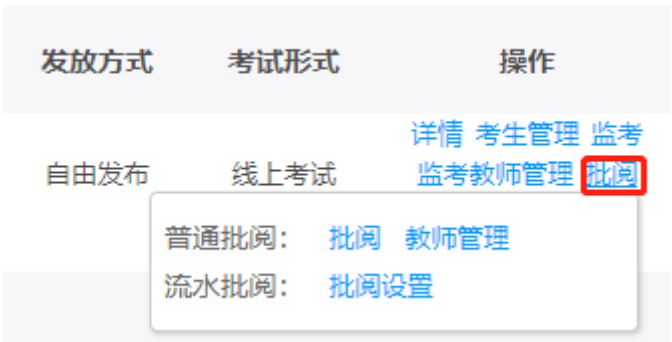 发放方式 考试形式 操作
详情 考生管理 监考
自由发布 线上考试 监考教师管理 批阅
普通批阅： 批阅 教师管理
流水批阅： 批阅设置